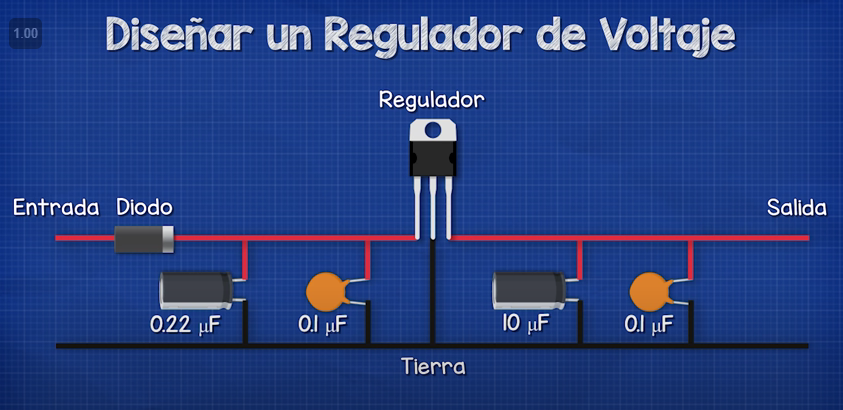 1.00
Diseñar un Regulador de Voltaje
Regulador
Entrada
Diodo
Salida
0.22 µF
0.1 µF
10 µF
0.1 µF
Tierra